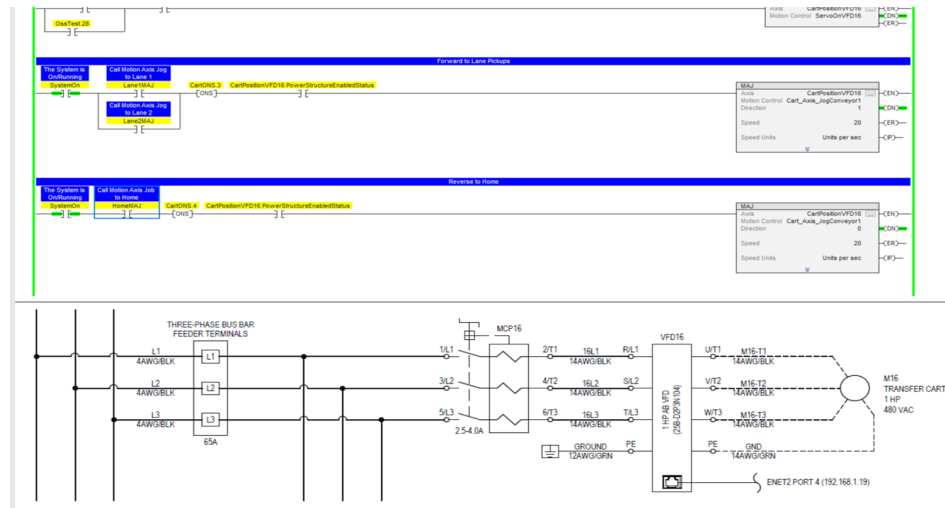 OssTest.28
Axis CartPositionVFD16 ... (EN)
Motion Control ServoOnVFD16 (DN)
(ER)
Forward to Lane Pickups
The System is On/Running
SystemOn
Call Motion Axis Jog to Lane 1
Lane1MAJ
CartONS.3
ONS
CartPositionVFD16.PowerStructureEnabledStatus
Call Motion Axis Jog to Lane 2
Lane2MAJ
MAJ
Axis CartPositionVFD16 ... (EN)
Motion Control Cart_Axis_JogConveyor1
Direction 1 (DN)
Speed 20 (ER)
Speed Units Units per sec (IP)
Reverse to Home
The System is On/Running
SystemOn
Call Motion Axis Job to Home
HomeMAJ
CartONS.4
ONS
CartPositionVFD16.PowerStructureEnabledStatus
MAJ
Axis CartPositionVFD16 ... (EN)
Motion Control Cart_Axis_JogConveyor1
Direction 0 (DN)
Speed 20 (ER)
Speed Units Units per sec (IP)
THREE-PHASE BUS BAR
FEEDER TERMINALS
L1
4AWG/BLK
L1
L2
4AWG/BLK
L2
L3
4AWG/BLK
L3
65A
MCP16
1/L1
2/T1
3/L2
4/T2
5/L3
6/T3
2.5-4.0A
16L1
14AWG/BLK
R/L1
16L2
14AWG/BLK
S/L2
16L3
14AWG/BLK
T/L3
GROUND
12AWG/GRN
PE
VFD16
1 HP AB VFD
(25B-D2P3N104)
U/T1
M16-T1
14AWG/BLK
V/T2
M16-T2
14AWG/BLK
W/T3
M16-T3
14AWG/BLK
PE
GND
14AWG/GRN
M16
TRANSFER CART
1 HP
480 VAC
ENET2 PORT 4 (192.168.1.19)